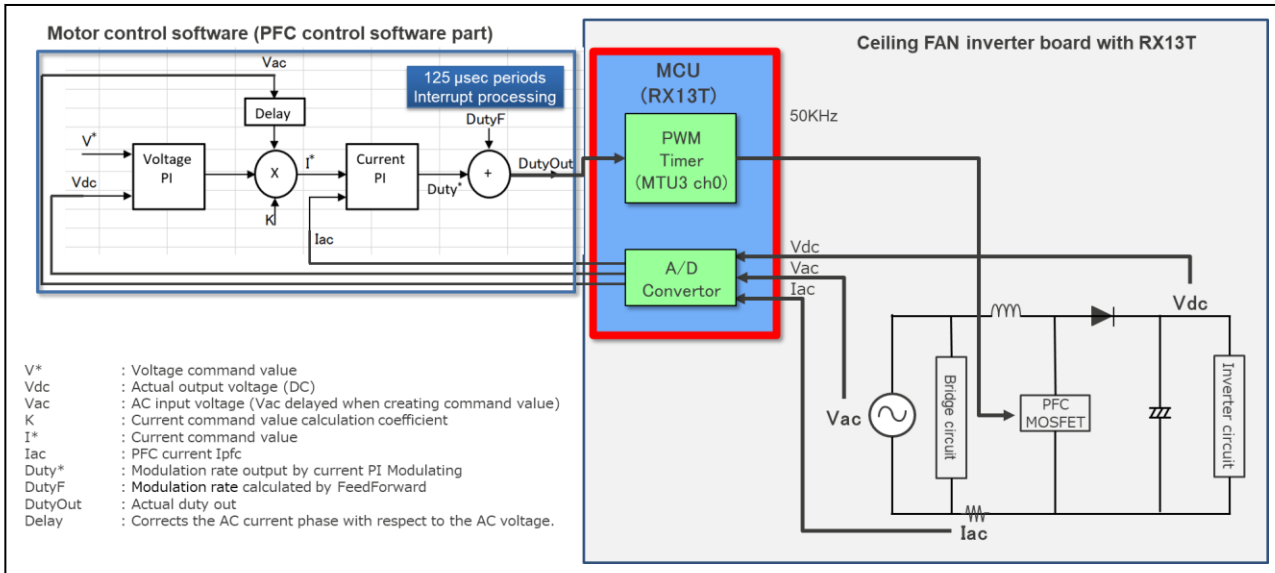 Motor control software (PFC control software part)
Vac
125 μsec periods
Interrupt processing
Delay
DutyF
V*
Voltage
PI
X
I*
Current
PI
Duty*
+
DutyOut
Vdc
K
Iac
Ceiling FAN inverter board with RX13T
MCU
(RX13T)
50KHz
PWM
Timer
(MTU3 ch0)
A/D
Convertor
Vdc
Vac
Iac
Vdc
Vac
Bridge circuit
PFC
MOSFET
Inverter circuit
Iac
V* : Voltage command value
Vdc : Actual output voltage (DC)
Vac : AC input voltage (Vac delayed when creating command value)
K : Current command value calculation coefficient
I* : Current command value
Iac : PFC current Ipfc
Duty* : Modulation rate output by current PI Modulating
DutyF : Modulation rate calculated by FeedForward
DutyOut : Actual duty out
Delay : Corrects the AC current phase with respect to the AC voltage.